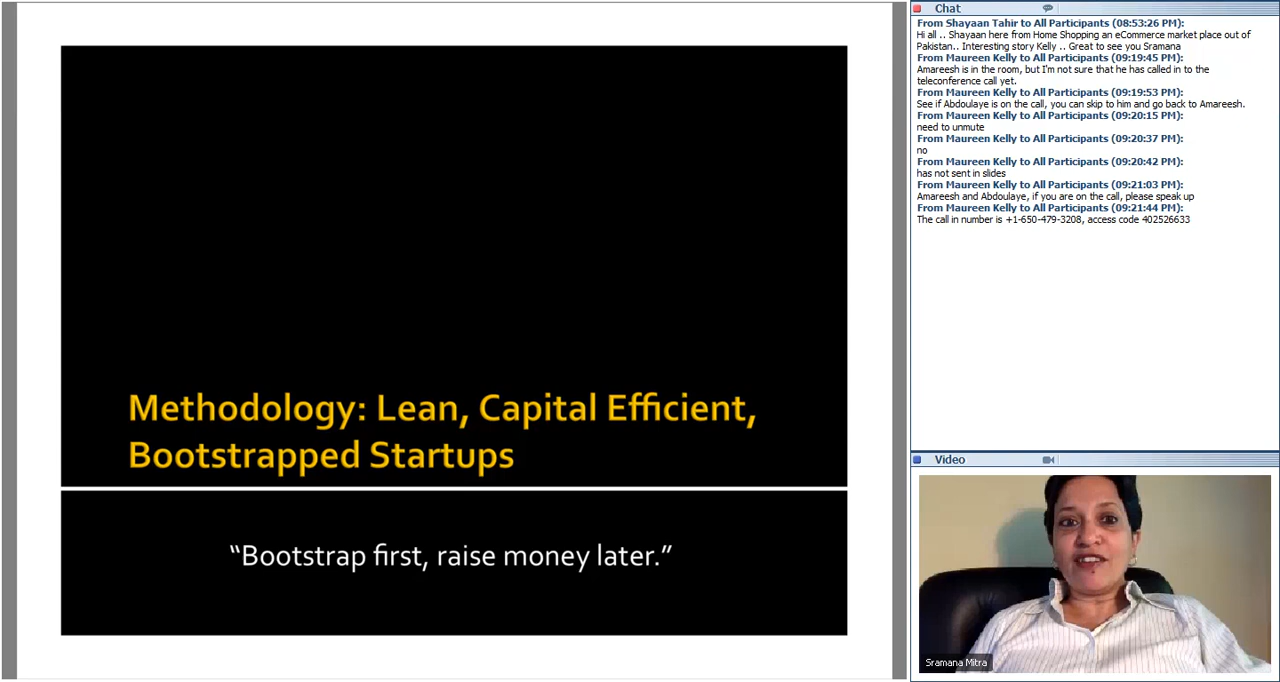 Methodology: Lean, Capital Efficient,
Bootstrapped Startups
“Bootstrap first, raise money later.”
Chat
From Shayaan Tahir to All Participants (08:53:26 PM):
Hi all .. Shayaan here from Home Shopping an eCommerce market place out of
Pakistan.. Interesting story Kelly .. Great to see you Sramana
From Maureen Kelly to All Participants (09:19:45 PM):
Amareesh is in the room, but I'm not sure that he has called in to the
teleconference call yet.
From Maureen Kelly to All Participants (09:19:53 PM):
See if Abdoulaye is on the call, you can skip to him and go back to Amareesh.
From Maureen Kelly to All Participants (09:20:15 PM):
need to unmute
From Maureen Kelly to All Participants (09:20:37 PM):
no
From Maureen Kelly to All Participants (09:20:42 PM):
has not sent in slides
From Maureen Kelly to All Participants (09:21:03 PM):
Amareesh and Abdoulaye, if you are on the call, please speak up
From Maureen Kelly to All Participants (09:21:44 PM):
The call in number is +1-650-479-3208, access code 402526633
Video
Sramana Mitra